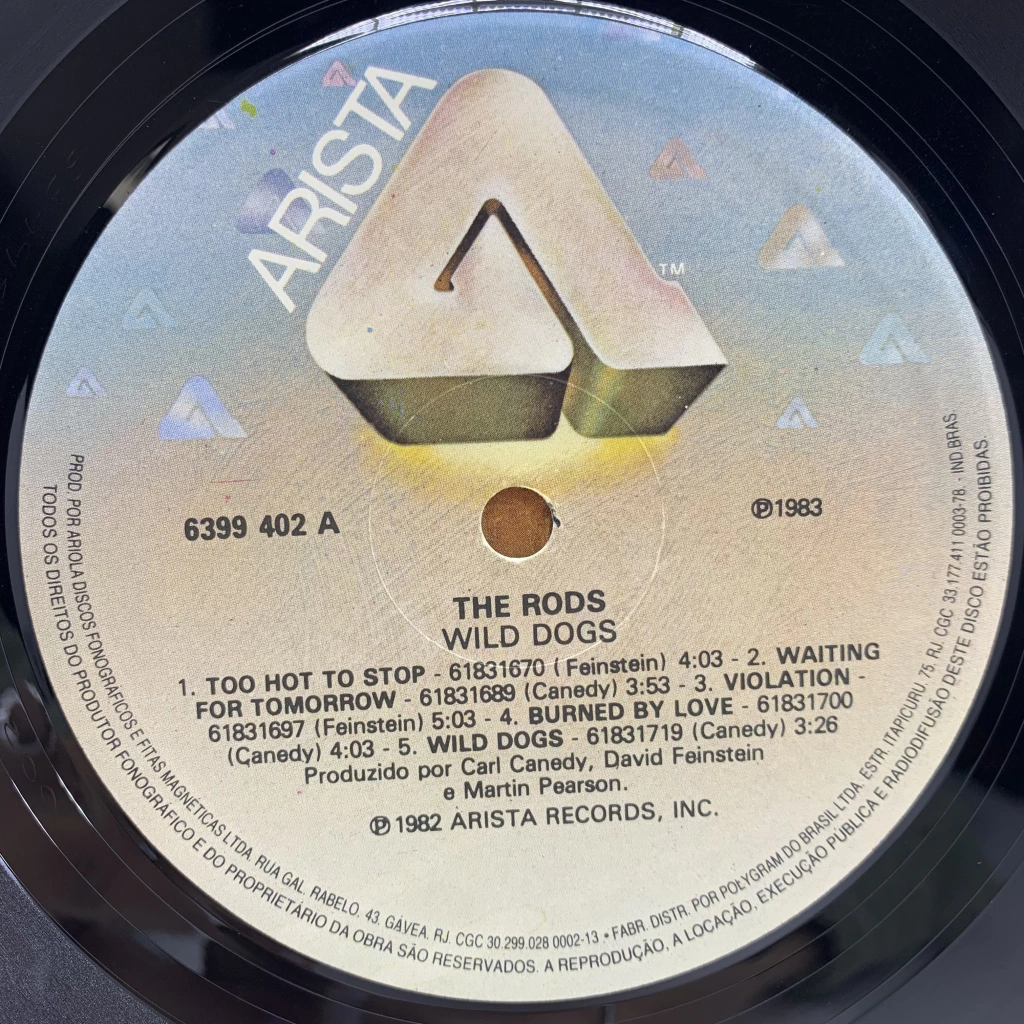 ARISTA
TM
6399 402 A
℗1983
THE RODS
WILD DOGS
1. TOO HOT TO STOP - 61831670 ( Feinstein) 4:03 - 2. WAITING
FOR TOMORROW - 61831689 (Canedy) 3:53 - 3. VIOLATION -
61831697 (Feinstein) 5:03 - 4. BURNED BY LOVE - 61831700
(Canedy) 4:03 - 5. WILD DOGS - 61831719 (Canedy) 3:26
Produzido por Carl Canedy, David Feinstein
e Martin Pearson.
℗ 1982 ARISTA RECORDS, INC.
PROD. POR ARIOLA DISCOS FONOGRÁFICOS E FITAS MAGNÉTICAS LTDA. RUA GAL. RABELO. 43. GÁVEA. RJ. CGC 30.299.028 0002-13 • FABR. DISTR. POR POLYGRAM DO BRASIL LTDA. ESTR. ITAPICURU, 75. RJ. CGC 33.177.411 0003-78. - IND.BRAS
TODOS OS DIREITOS DO PRODUTOR FONOGRÁFICO E DO PROPRIETÁRIO DA OBRA SÃO RESERVADOS. A REPRODUÇÃO, A LOCAÇÃO, EXECUÇÃO PÚBLICA E RADIODIFUSÃO DESTE DISCO ESTÃO PROIBIDAS.